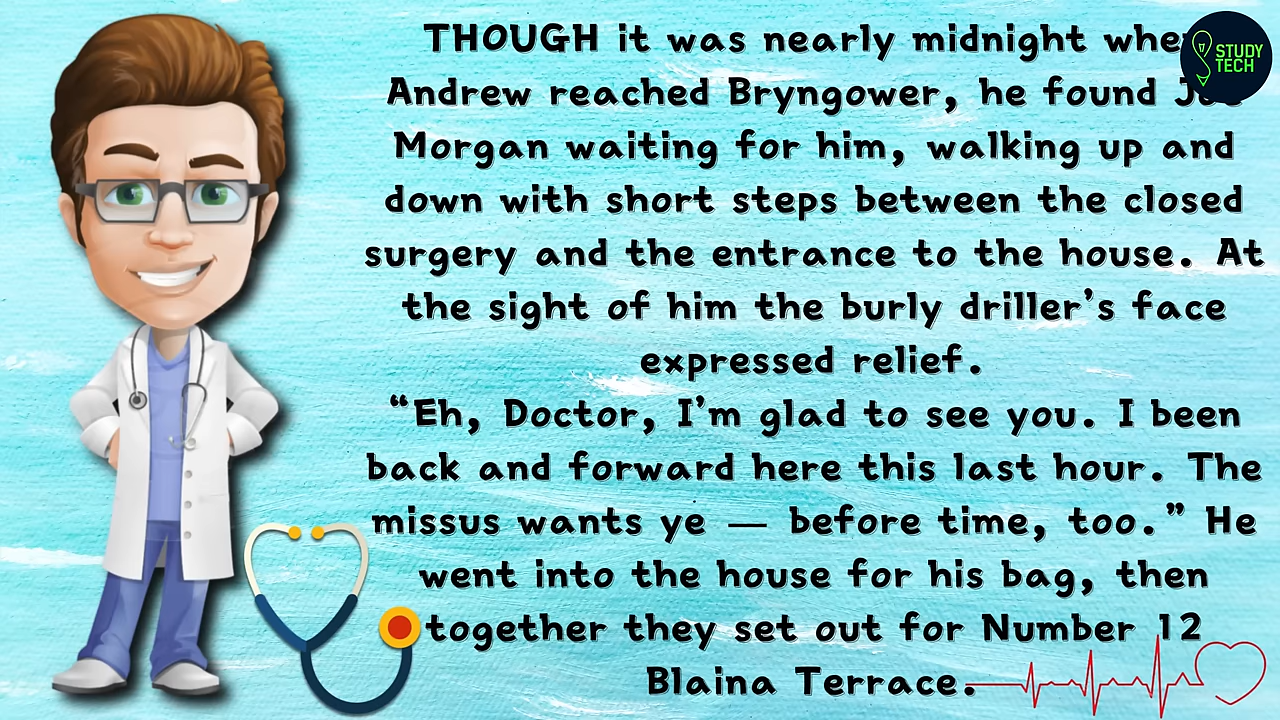 THOUGH it was nearly midnight when
Andrew reached Bryngower, he found Joe
Morgan waiting for him, walking up and
down with short steps between the closed
surgery and the entrance to the house. At
the sight of him the burly driller's face
expressed relief.
“Eh, Doctor, I'm glad to see you. I been
back and forward here this last hour. The
missus wants ye — before time, too.” He
went into the house for his bag, then
together they set out for Number 12
Blaina Terrace.
STUDY
TECH